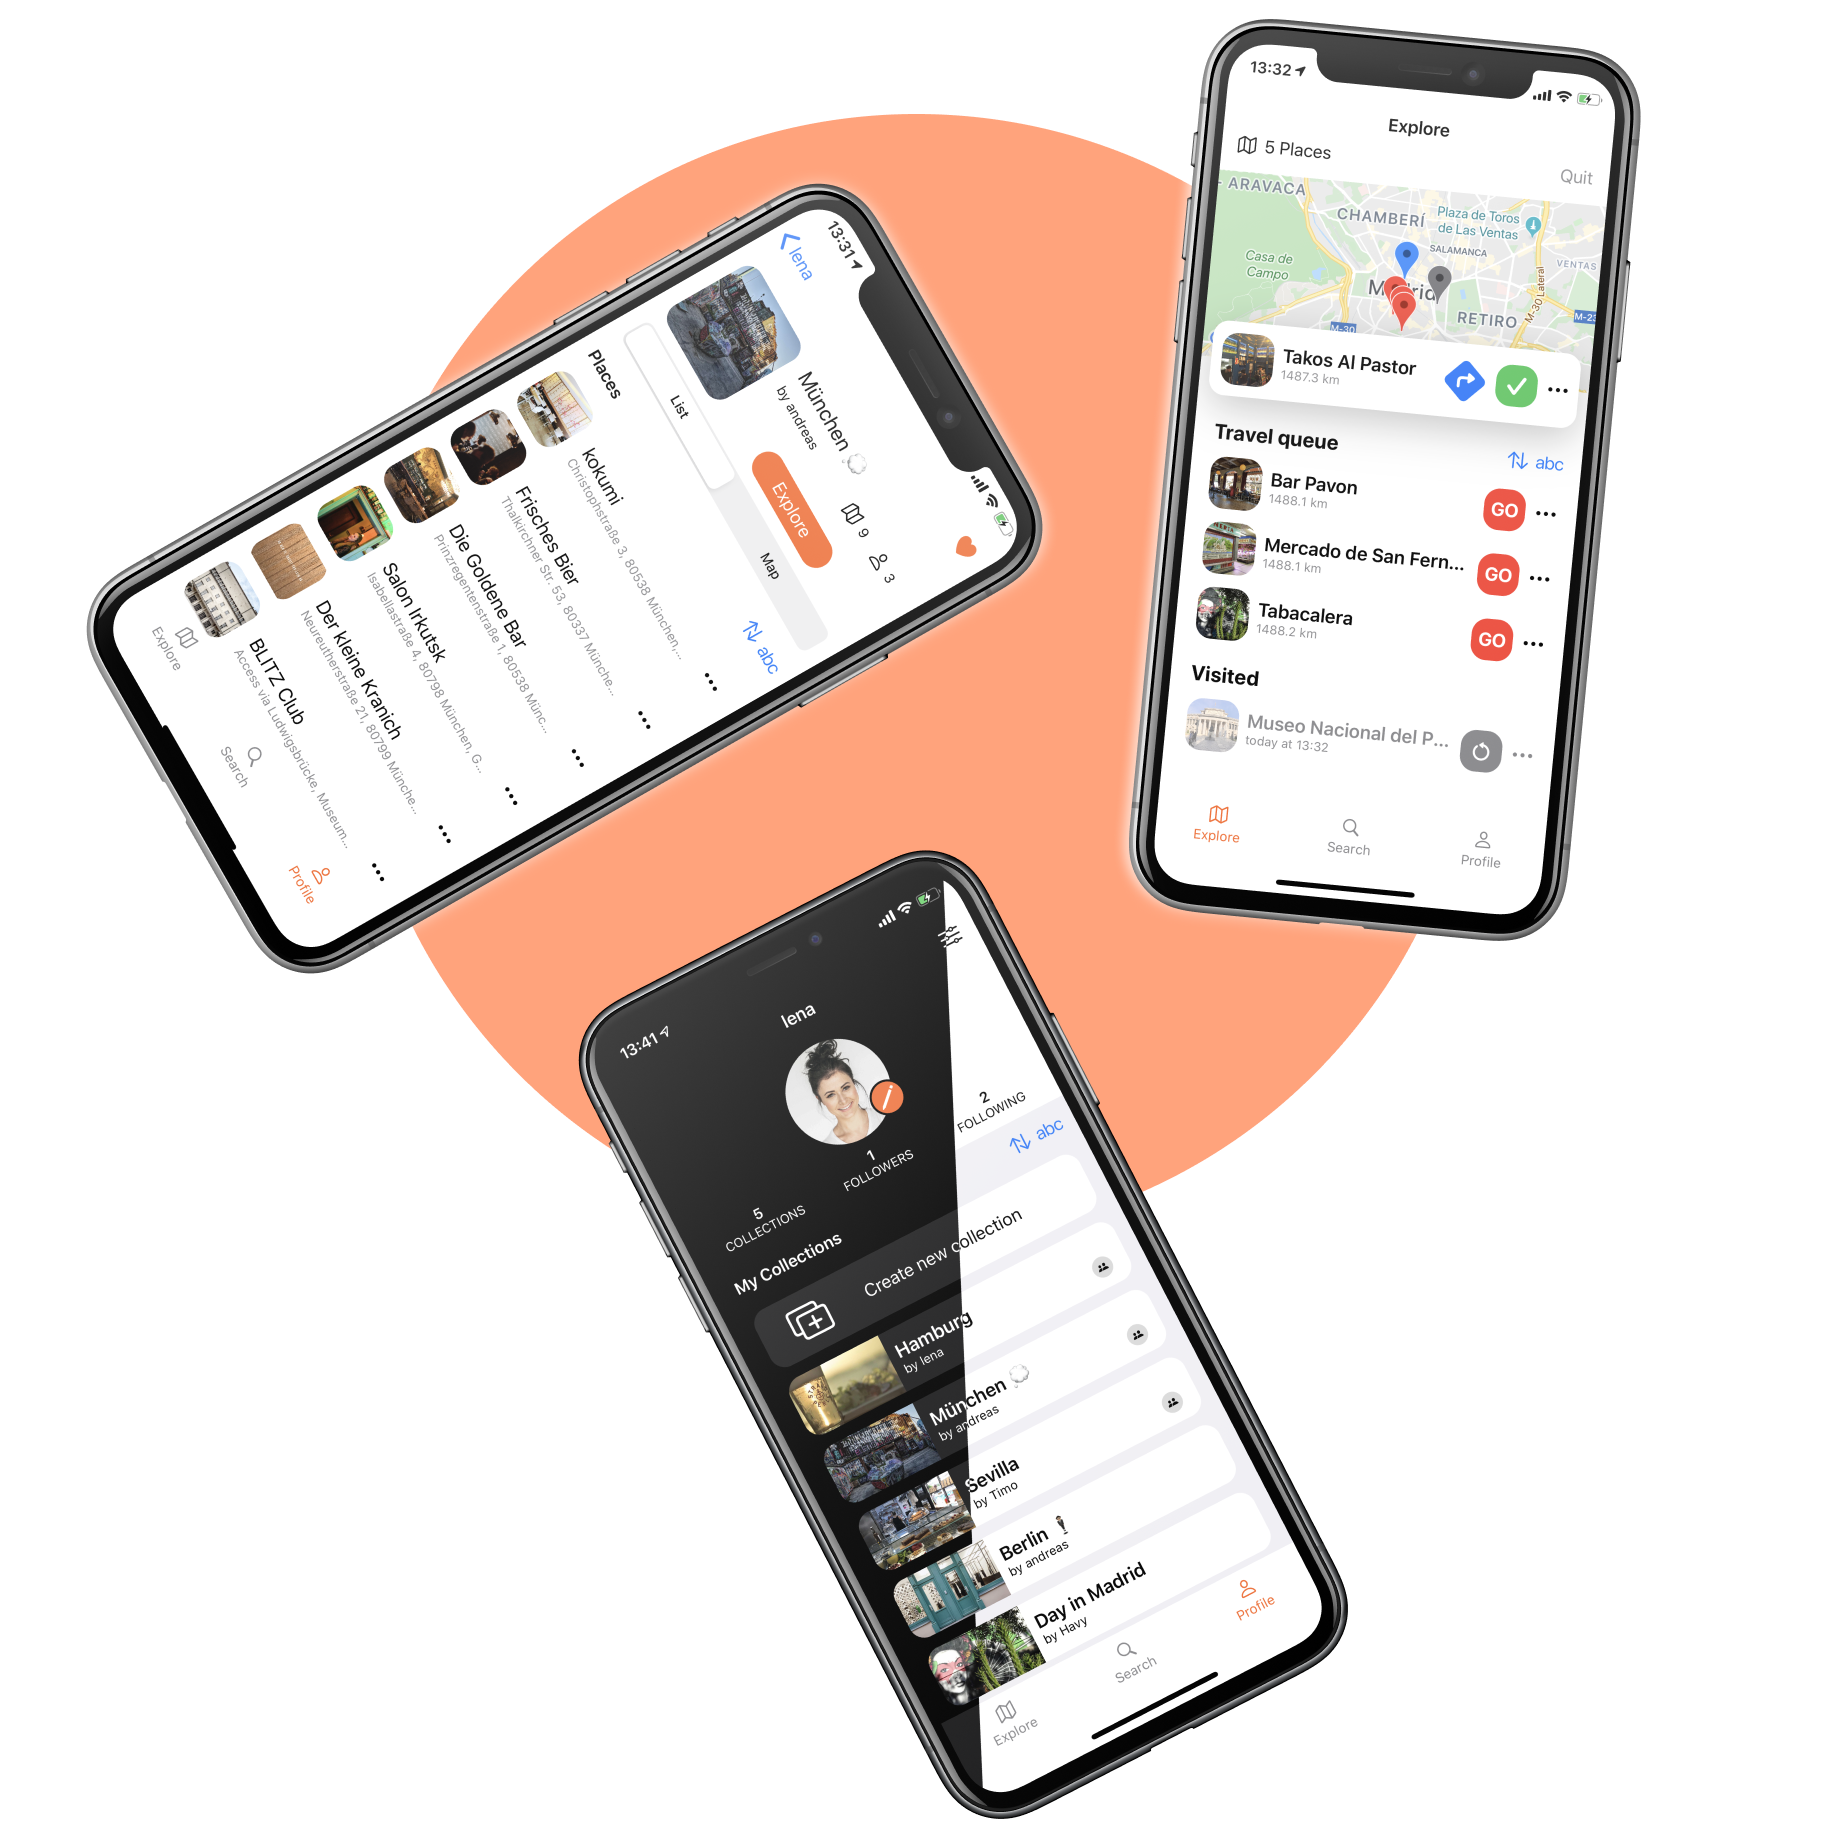 13:31
lena
München
by andreas
9
3
Explore
List
Map
Places
abc
kokumi
Christophstraße 3, 80538 München,...
Frisches Bier
Thalkirchner Str. 53, 80337 Münche...
Die Goldene Bar
Prinzregentenstraße 1, 80538 Münc...
Salon Irkutsk
Isabellastraße 4, 80798 München, G...
Der kleine Kranich
Neureutherstraße 21, 80799 Münche...
BLITZ Club
Access via Ludwigsbrücke, Museum...
Explore
Search
Profile
13:32
Explore
5 Places
Quit
ARAVACA
CHAMBERÍ
Plaza de Toros
de Las Ventas
SALAMANCA
VENTAS
Casa de
Campo
RETIRO
M-30 Lateral
M-30
M-23
Takos Al Pastor
1487.3 km
Travel queue
abc
Bar Pavon
1488.1 km
GO
Mercado de San Fern...
1488.1 km
GO
Tabacalera
1488.2 km
GO
Visited
Museo Nacional del P...
today at 13:32
Explore
Search
Profile
13:41
lena
5
COLLECTIONS
1
FOLLOWERS
2
FOLLOWING
My Collections
abc
Create new collection
Hamburg
by lena
München
by andreas
Sevilla
by Timo
Berlin
by andreas
Day in Madrid
by Havy
Explore
Search
Profile